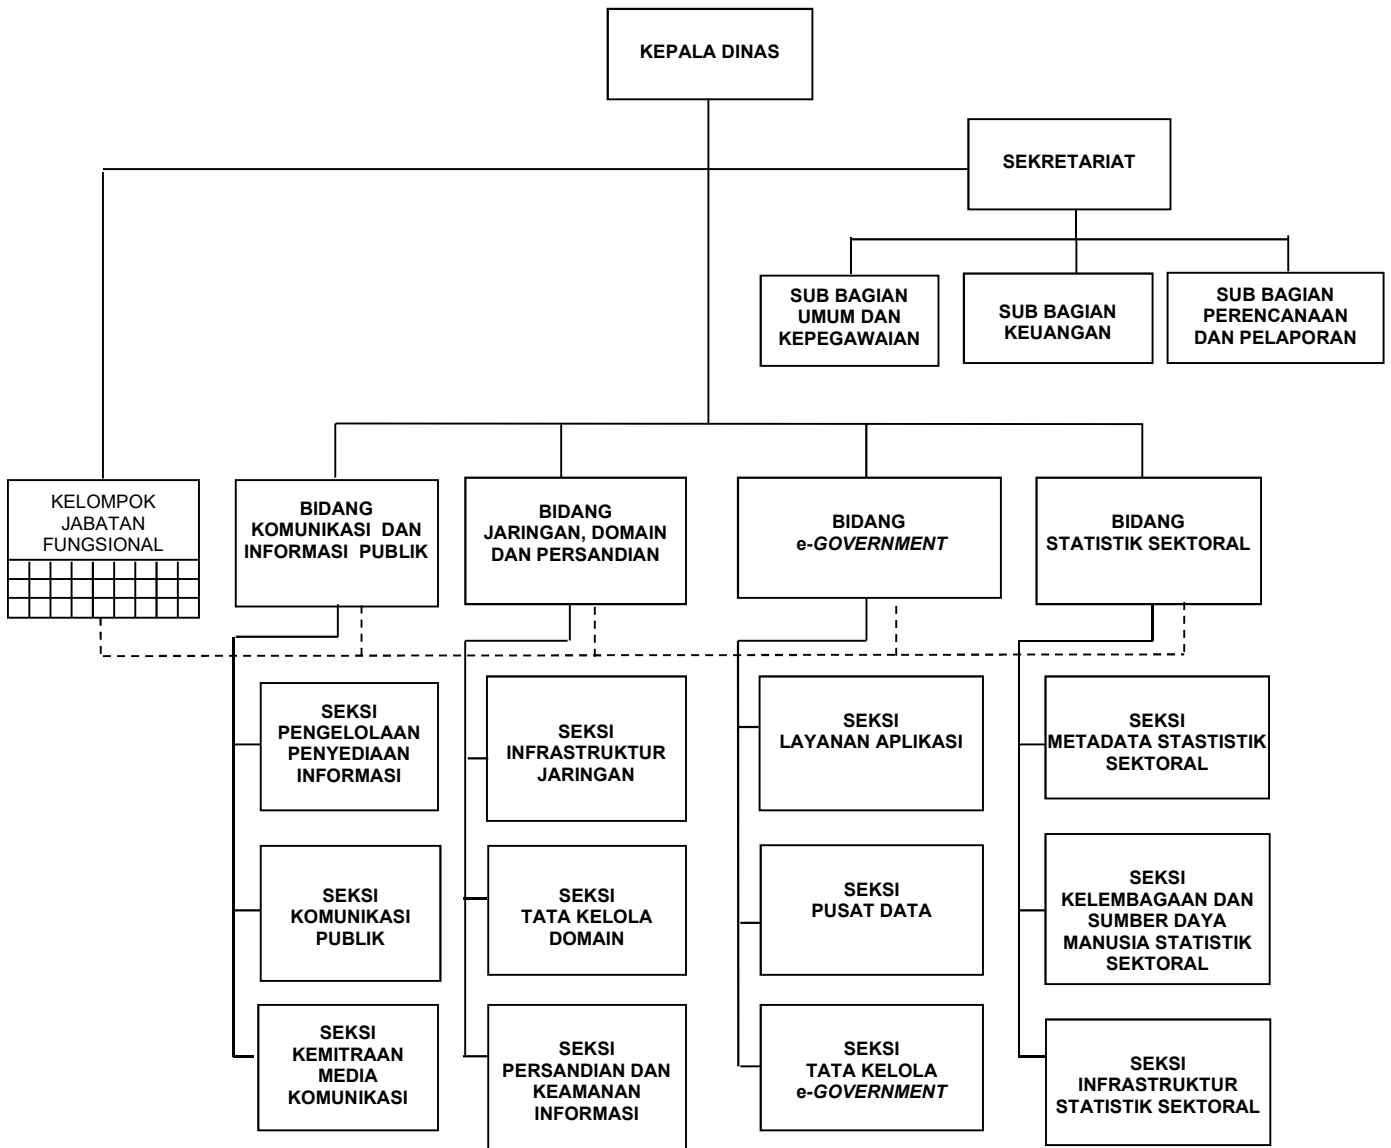 KEPALA DINAS
SEKRETARIAT
SUB BAGIAN
UMUM DAN
KEPEGAWAIAN
SUB BAGIAN
KEUANGAN
SUB BAGIAN
PERENCANAAN
DAN PELAPORAN
KELOMPOK
JABATAN
FUNGSIONAL
BIDANG
KOMUNIKASI DAN
INFORMASI PUBLIK
BIDANG
JARINGAN, DOMAIN
DAN PERSANDIAN
BIDANG
e-GOVERNMENT
BIDANG
STATISTIK SEKTORAL
SEKSI
PENGELOLAAN
PENYEDIAAN
INFORMASI
SEKSI
INFRASTRUKTUR
JARINGAN
SEKSI
LAYANAN APLIKASI
SEKSI
METADATA STASTISTIK
SEKTORAL
SEKSI
KOMUNIKASI
PUBLIK
SEKSI
TATA KELOLA
DOMAIN
SEKSI
PUSAT DATA
SEKSI
KELEMBAGAAN DAN
SUMBER DAYA
MANUSIA STATISTIK
SEKTORAL
SEKSI
KEMITRAAN
MEDIA
KOMUNIKASI
SEKSI
PERSANDIAN DAN
KEAMANAN
INFORMASI
SEKSI
TATA KELOLA
e-GOVERNMENT
SEKSI
INFRASTRUKTUR
STATISTIK SEKTORAL